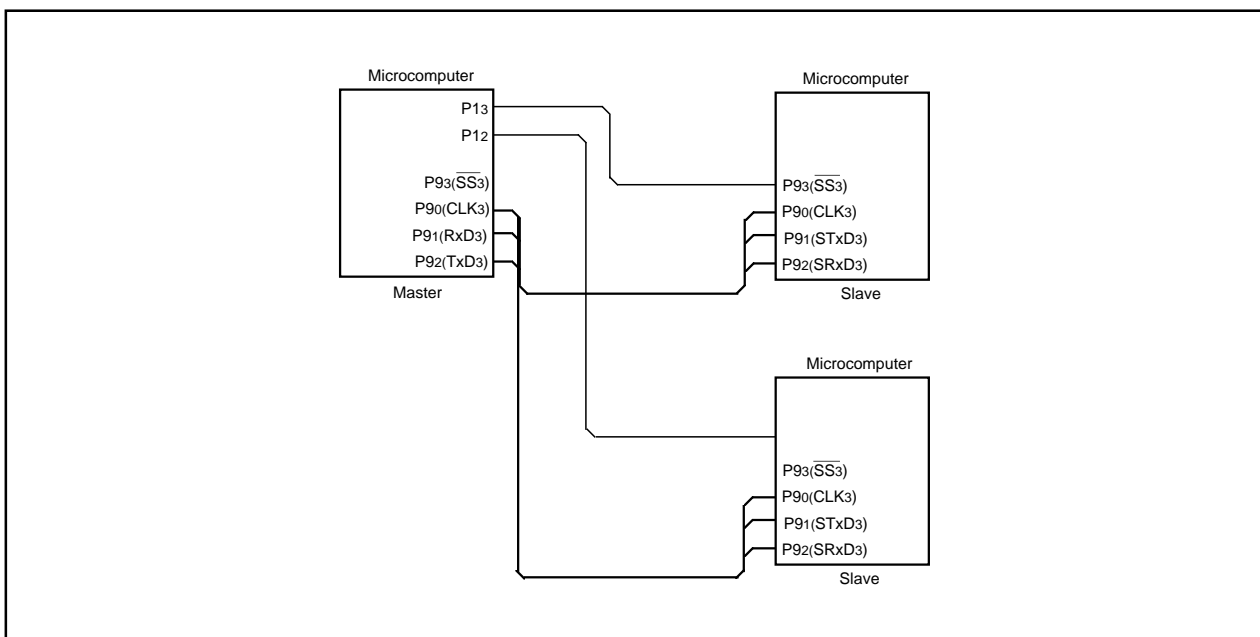 Microcomputer
P13
P12
P93(SS3)
P90(CLK3)
P91(RxD3)
P92(TxD3)
Master
Microcomputer
P93(SS3)
P90(CLK3)
P91(STxD3)
P92(SRxD3)
Slave
Microcomputer
P93(SS3)
P90(CLK3)
P91(STxD3)
P92(SRxD3)
Slave